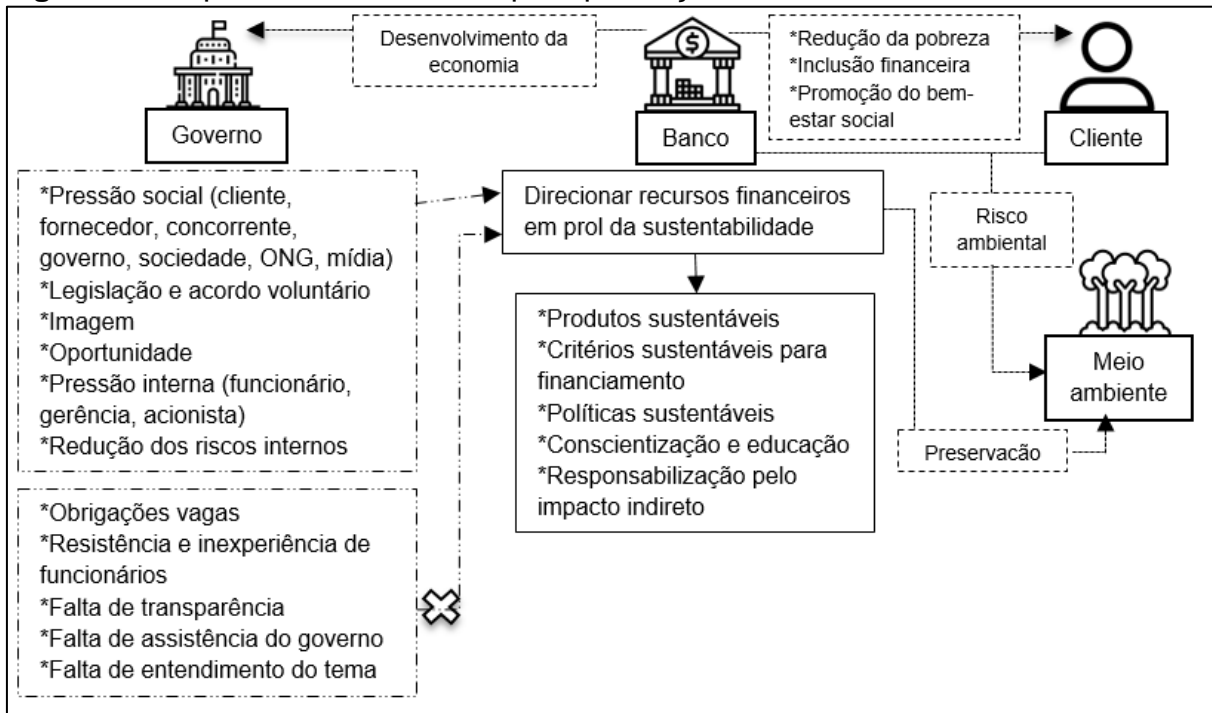 Desenvolvimento da
economia
$
*Redução da pobreza
*Inclusão financeira
*Promoção do bem-
estar social
Governo
Banco
Cliente
*Pressão social (cliente,
fornecedor, concorrente,
governo, sociedade, ONG, mídia)
*Legislação e acordo voluntário
*Imagem
*Oportunidade
*Pressão interna (funcionário,
gerência, acionista)
*Redução dos riscos internos
Direcionar recursos financeiros
em prol da sustentabilidade
Risco
ambiental
*Produtos sustentáveis
*Critérios sustentáveis para
financiamento
*Políticas sustentáveis
*Conscientização e educação
*Responsabilização pelo
impacto indireto
Meio
ambiente
Preservacão
*Obrigações vagas
*Resistência e inexperiência de
funcionários
*Falta de transparência
*Falta de assistência do governo
*Falta de entendimento do tema